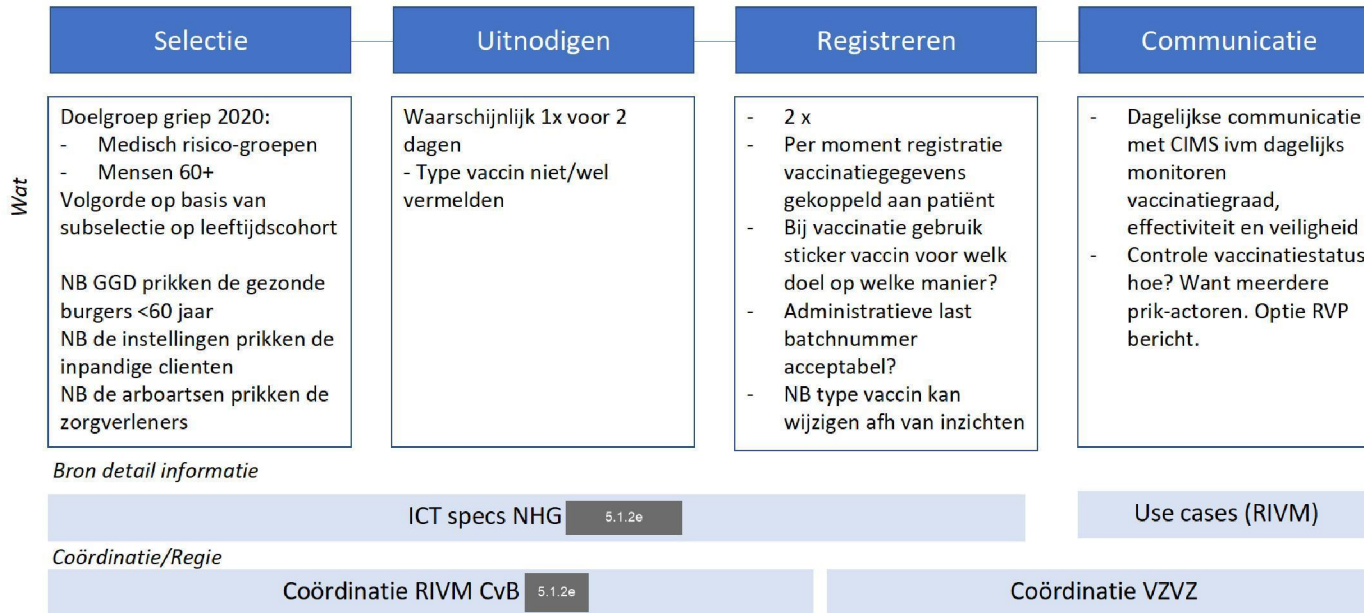 Selectie
Uitnodigen
Registreren
Communicatie
Wat
Doelgroep griep 2020:
- Medisch risico-groepen
- Mensen 60+
Volgorde op basis van
subselectie op leeftijdscohort
NB GGD prikken de gezonde
burgers <60 jaar
NB de instellingen prikken de
inpandige clienten
NB de arboartsen prikken de
zorgverleners
Waarschijnlijk 1x voor 2
dagen
- Type vaccin niet/wel
vermelden
- 2 x
- Per moment registratie
vaccinatiegegevens
gekoppeld aan patiënt
- Bij vaccinatie gebruik
sticker vaccin voor welk
doel op welke manier?
- Administratieve last
batchnummer
acceptabel?
- NB type vaccin kan
wijzigen afh van inzichten
- Dagelijkse communicatie
met CIMS ivm dagelijks
monitoren
vaccinatiegraad,
effectiviteit en veiligheid
- Controle vaccinatiestatus
hoe? Want meerdere
prik-actoren. Optie RVP
bericht.
Bron detail informatie
ICT specs NHG 5.1.2e
Use cases (RIVM)
Coördinatie/Regie
Coördinatie RIVM CvB 5.1.2e
Coördinatie VZVZ